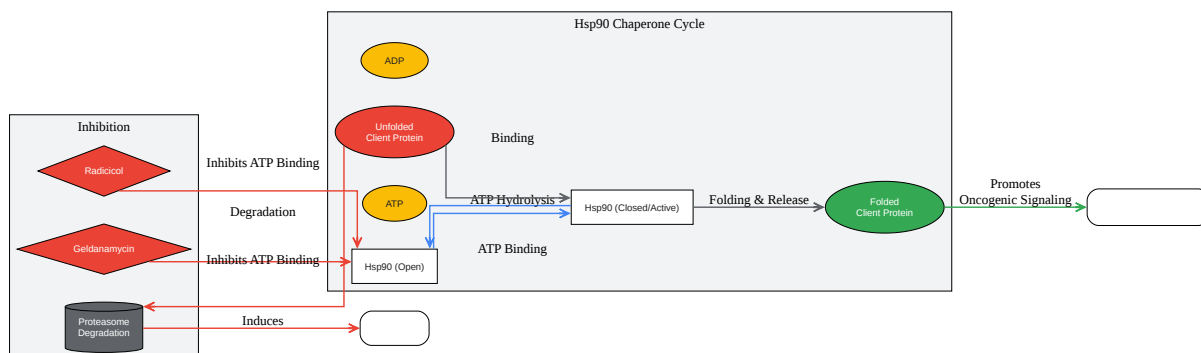 Hsp90 Chaperone Cycle
ADP
Unfolded
Client Protein
Binding
Inhibition
Radicicol
Inhibits ATP Binding
ATP
ATP Hydrolysis
Hsp90 (Closed/Active)
Folding & Release
Folded
Client Protein
Promotes
Oncogenic Signaling
Degradation
Geldanamycin
Inhibits ATP Binding
Hsp90 (Open)
ATP Binding
Proteasome
Degradation
Induces